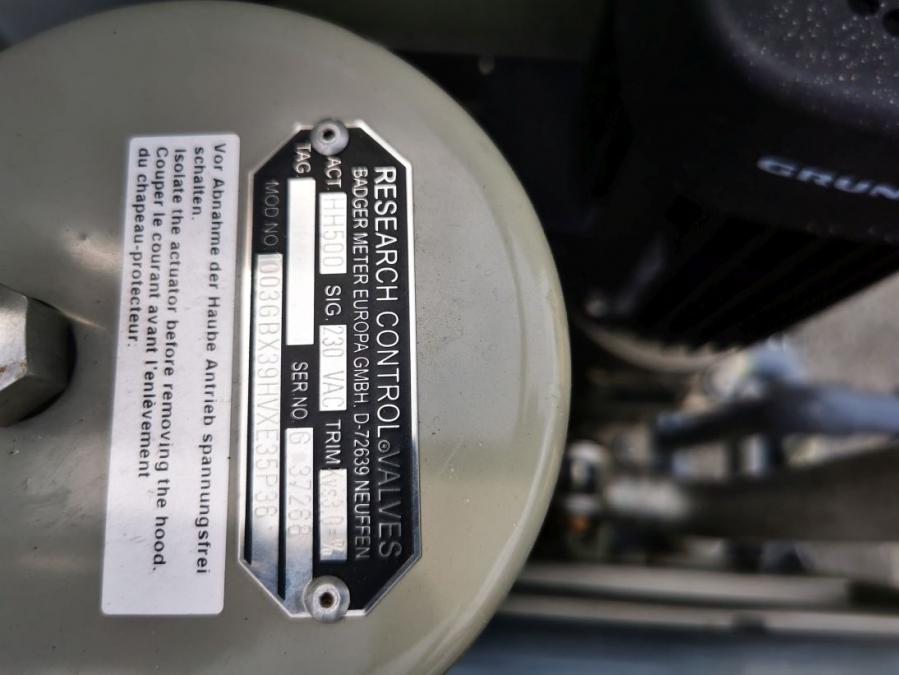 RESEARCH CONTROL® VALVES
BADGER METER EUROPA GMBH. D-72639 NEUFFEN
ACT. HH500 SIG. 230 VAC TRIM
TAG. SER.NO. G 37268
MOD NO. 1003GBX39HVXE35P36
Vor Abnahme der Haube Antrieb spannungsfrei
schalten.
Isolate the actuator before removing the hood.
Couper le courant avant l'enlèvement
du chapeau-protecteur.